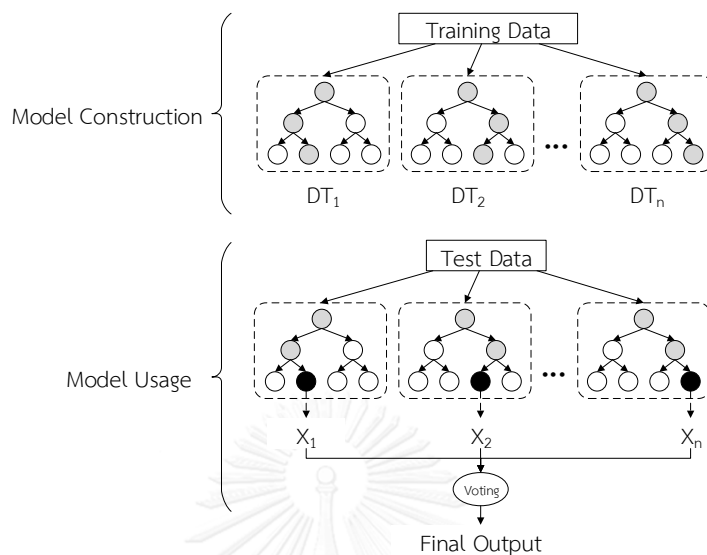 Training Data
Model Construction
...
DT1
DT2
DTn
Test Data
Model Usage
...
X1
X2
Xn
Voting
Final Output